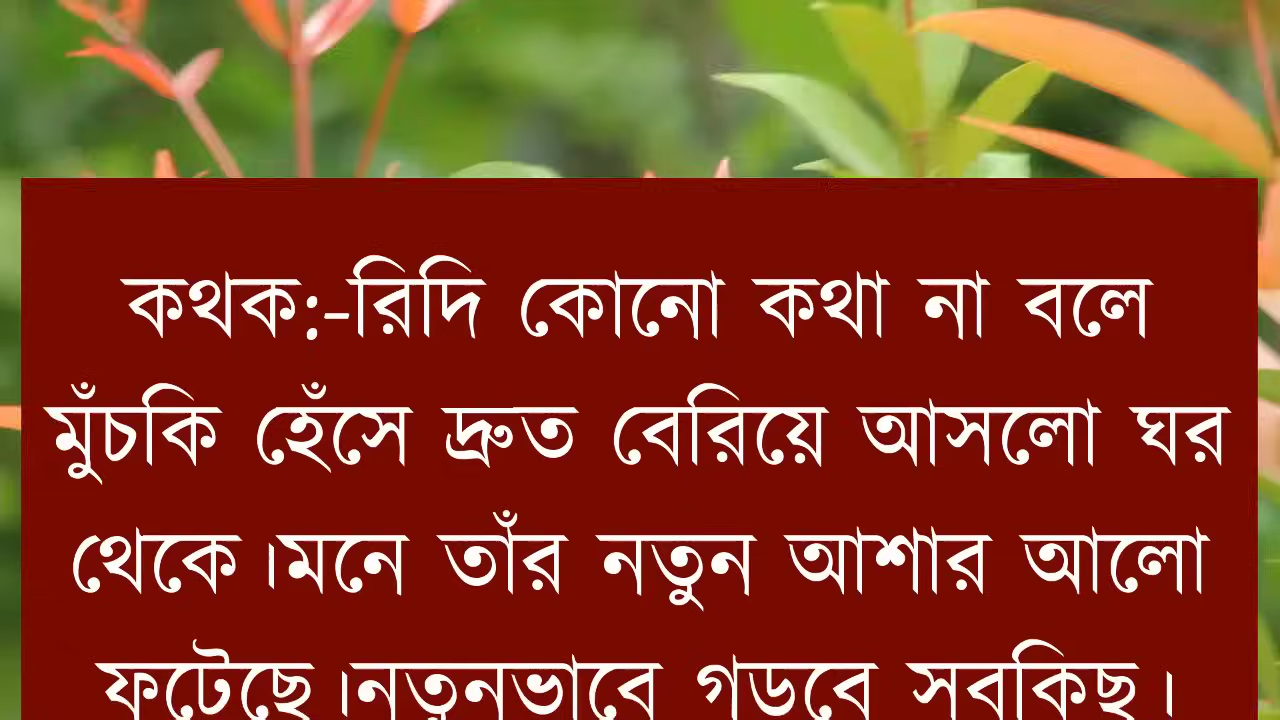 কথক:-রিদি কোনো কথা না বলে
মুঁচকি হেঁসে দ্রুত বেরিয়ে আসলো ঘর
থেকে।মনে তাঁর নতুন আশার আলো
ফুটেছে।নতুনভাবে গড়বে সবকিছু।